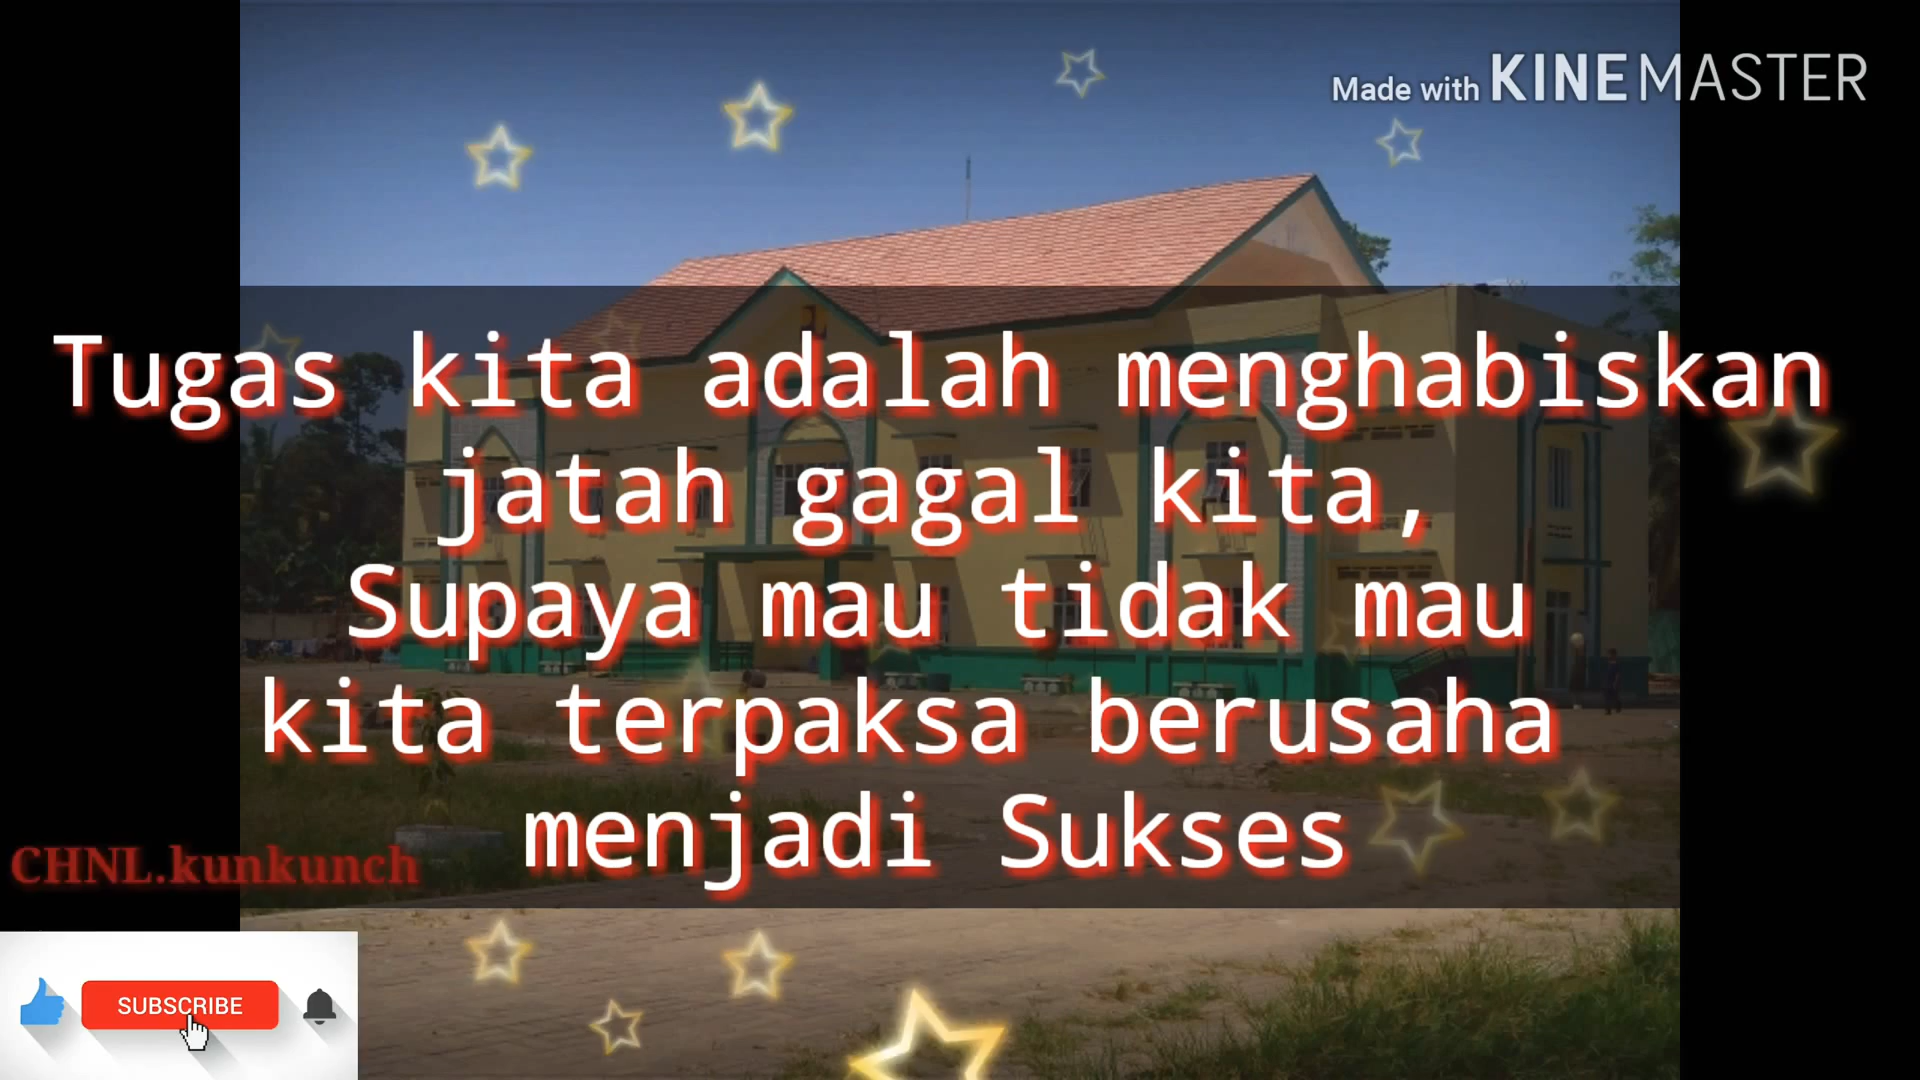 Made with KINEMASTER
Tugas kita adalah menghabiskan
jatah gagal kita,
Supaya mau tidak mau
kita terpaksa berusaha
menjadi Sukses
CHNL.kunkunch
SUBSCRIBE